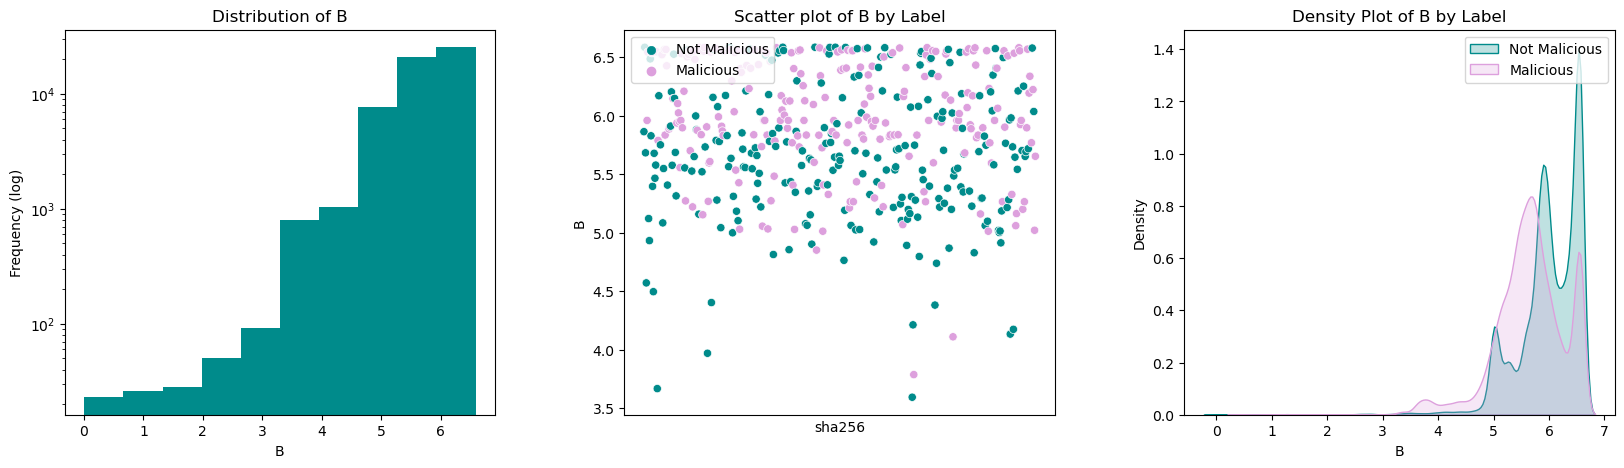 Distribution of B
Frequency (log)
10^4
10^3
10^2
0 1 2 3 4 5 6
B
Scatter plot of B by Label
Not Malicious
Malicious
B
6.5
6.0
5.5
5.0
4.5
4.0
3.5
sha256
Density Plot of B by Label
Not Malicious
Malicious
Density
1.4
1.2
1.0
0.8
0.6
0.4
0.2
0.0
0 1 2 3 4 5 6 7
B